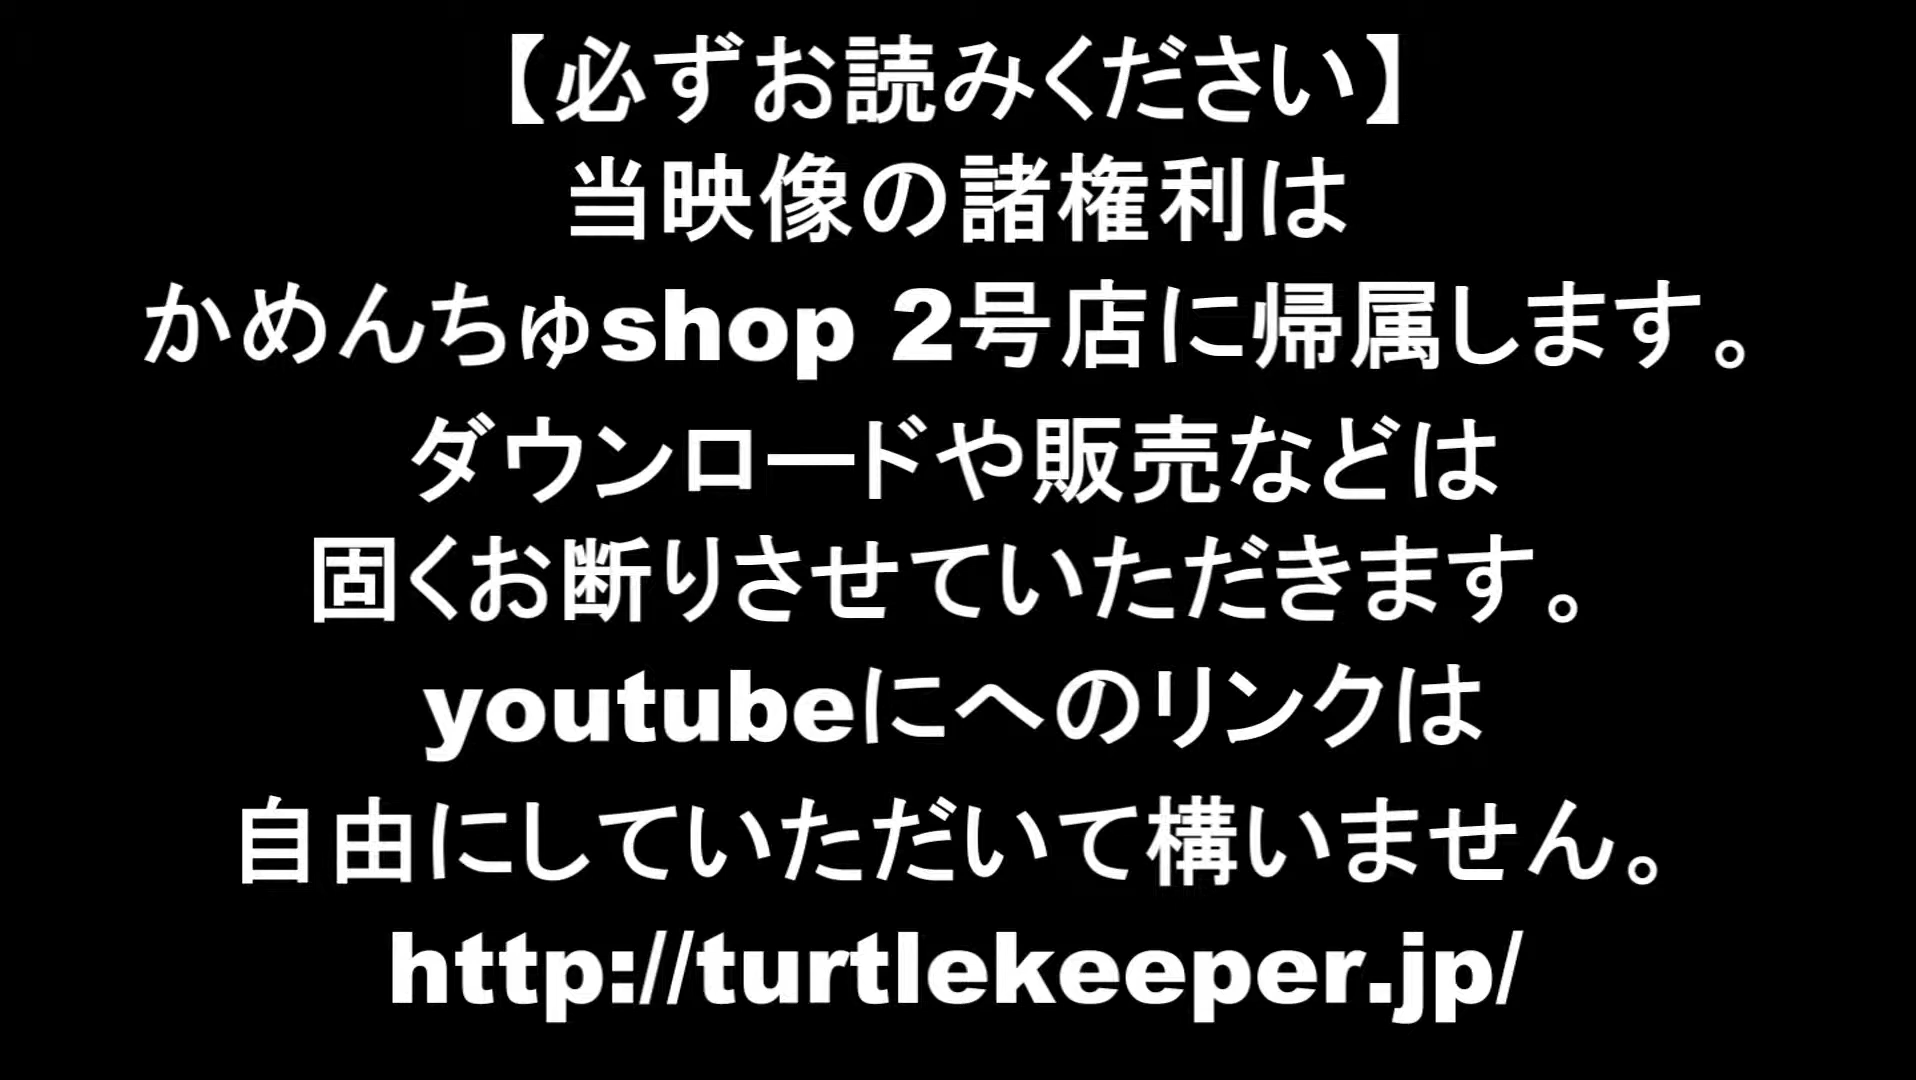 【必ずお読みください】
当映像の諸権利は
かめんちゅshop 2号店に帰属します。
ダウンロードや販売などは
固くお断りさせていただきます。
youtubeにへのリンクは
自由にしていただいて構いません。
http://turtlekeeper.jp/